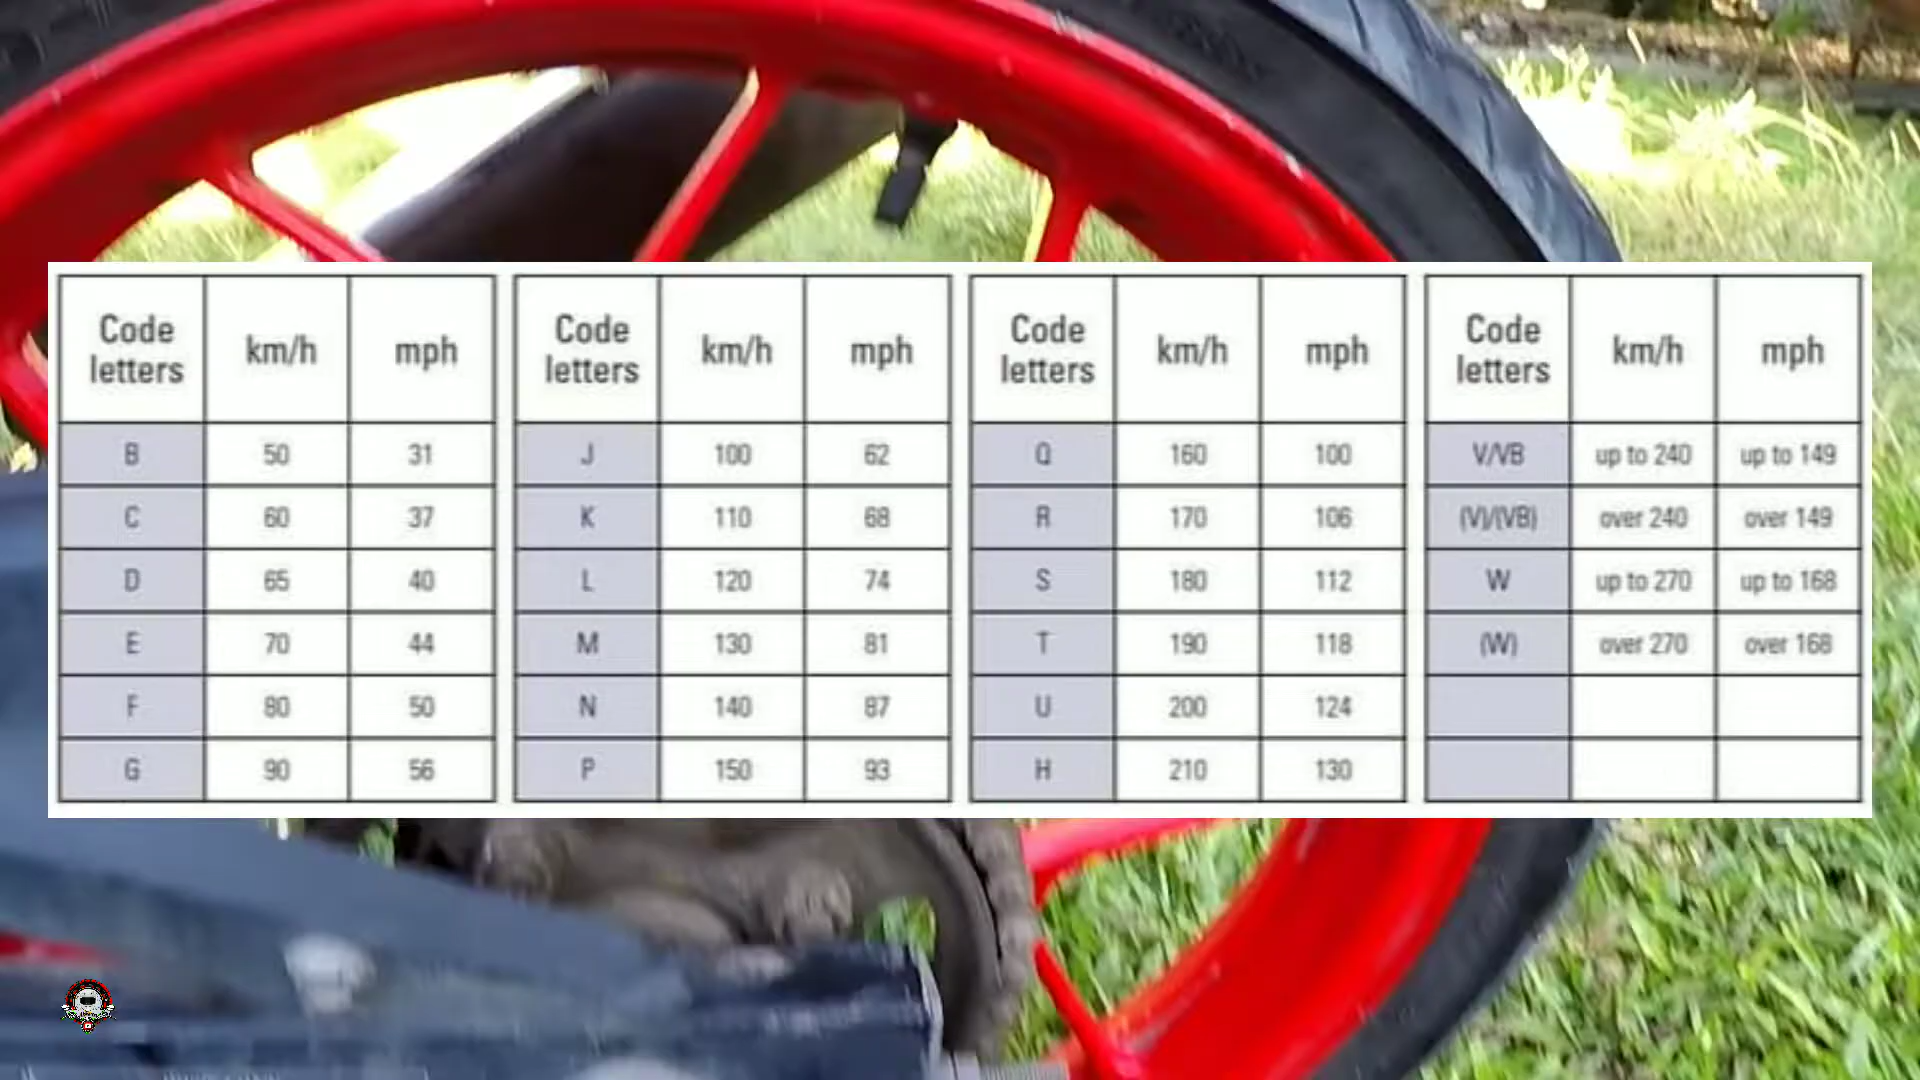 Code letters km/h mph
B 50 31
C 60 37
D 65 40
E 70 44
F 80 50
G 90 56
Code letters km/h mph
J 100 62
K 110 68
L 120 74
M 130 81
N 140 87
P 150 93
Code letters km/h mph
Q 160 100
R 170 106
S 180 112
T 190 118
U 200 124
H 210 130
Code letters km/h mph
V/VB up to 240 up to 149
(V)/(VB) over 240 over 149
W up to 270 up to 168
(W) over 270 over 168